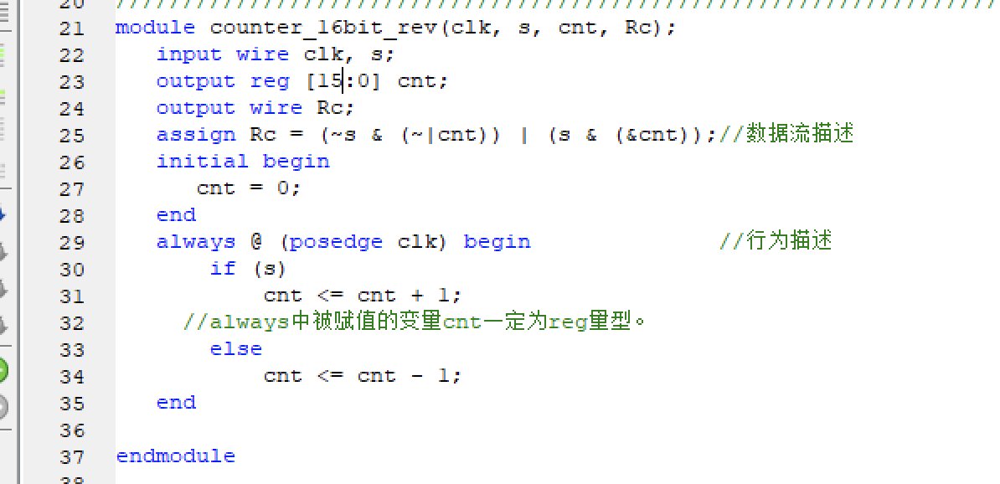 20 //////////////////////////////////////////////////////////////////
21 module counter_16bit_rev(clk, s, cnt, Rc);
22 input wire clk, s;
23 output reg [15:0] cnt;
24 output wire Rc;
25 assign Rc = (~s & (~|cnt)) | (s & (&cnt));//数据流描述
26 initial begin
27 cnt = 0;
28 end
29 always @ (posedge clk) begin //行为描述
30 if (s)
31 cnt <= cnt + 1;
32 //always中被赋值的变量cnt一定为reg量型。
33 else
34 cnt <= cnt - 1;
35 end
36
37 endmodule
38